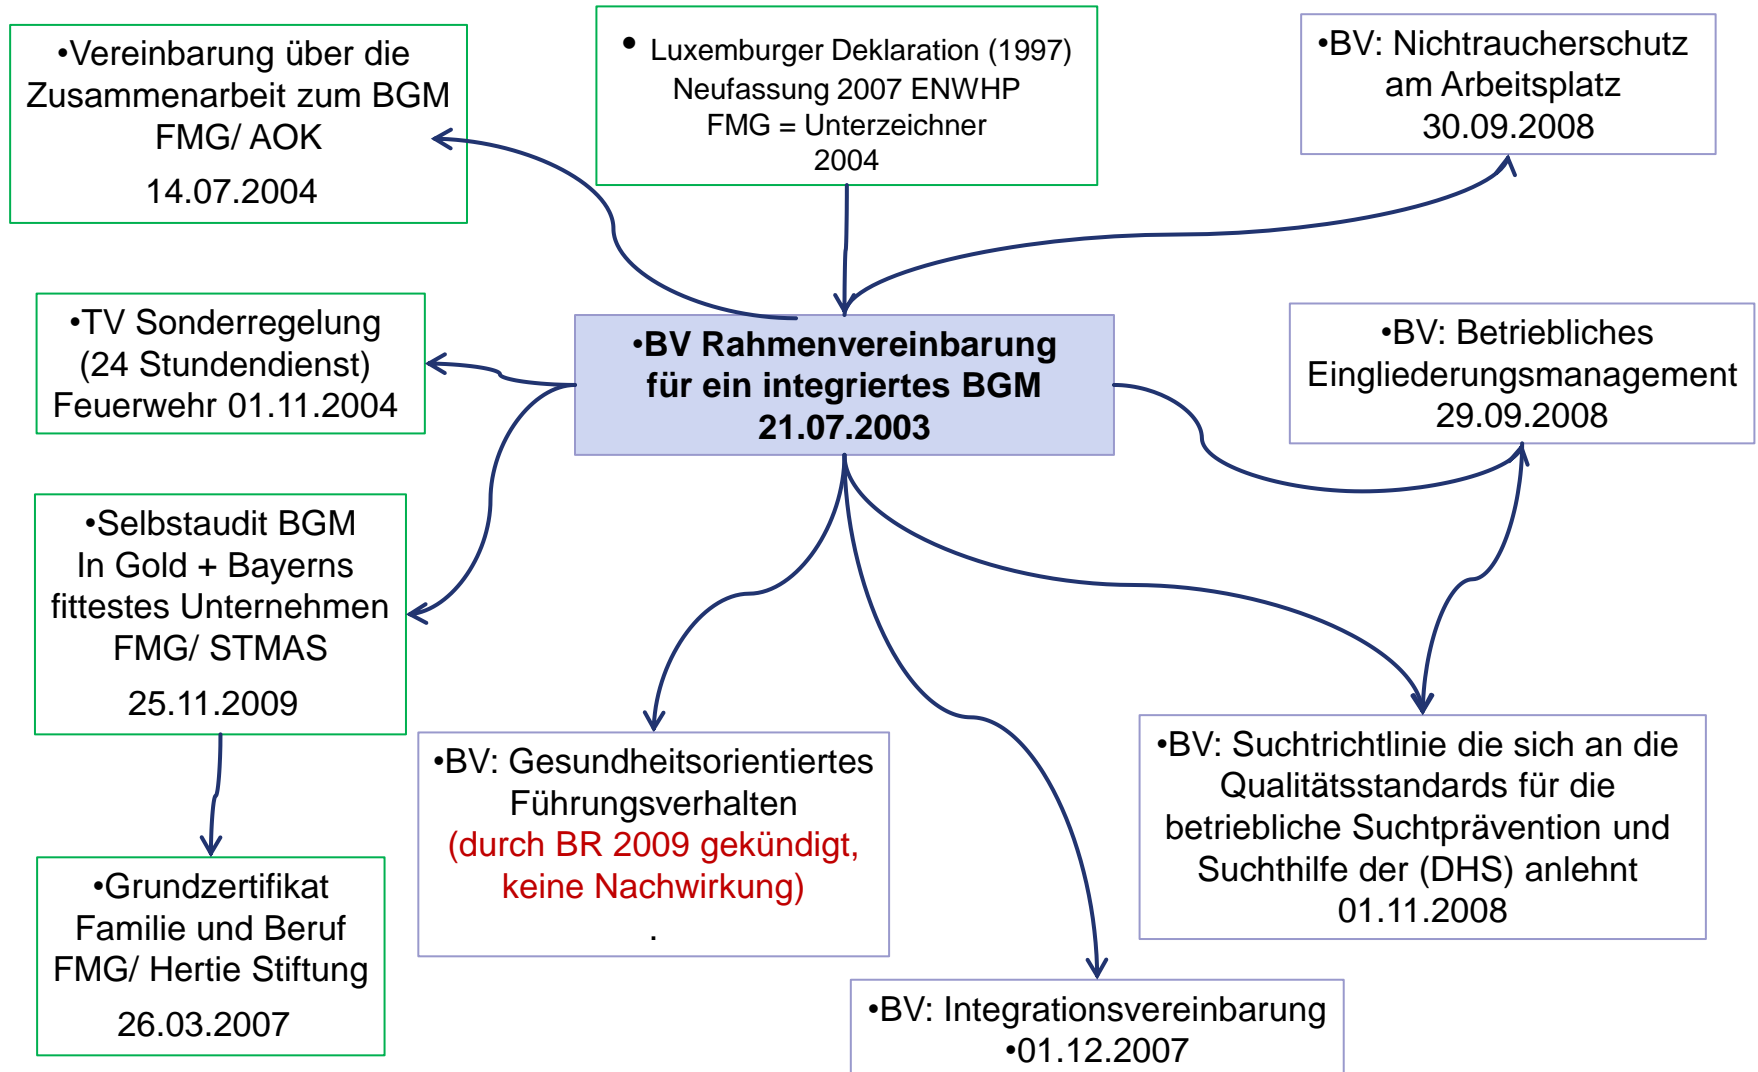 •Vereinbarung über die
Zusammenarbeit zum BGM
FMG/ AOK
14.07.2004
• Luxemburger Deklaration (1997)
Neufassung 2007 ENWHP
FMG = Unterzeichner
2004
•BV: Nichtraucherschutz
am Arbeitsplatz
30.09.2008
•TV Sonderregelung
(24 Stundendienst)
Feuerwehr 01.11.2004
•BV Rahmenvereinbarung
für ein integriertes BGM
21.07.2003
•BV: Betriebliches
Eingliederungsmanagement
29.09.2008
•Selbstaudit BGM
In Gold + Bayerns
fittestes Unternehmen
FMG/ STMAS
25.11.2009
•BV: Gesundheitsorientiertes
Führungsverhalten
(durch BR 2009 gekündigt,
keine Nachwirkung)
.
•BV: Suchtrichtlinie die sich an die
Qualitätsstandards für die
betriebliche Suchtprävention und
Suchthilfe der (DHS) anlehnt
01.11.2008
•Grundzertifikat
Familie und Beruf
FMG/ Hertie Stiftung
26.03.2007
•BV: Integrationsvereinbarung
•01.12.2007